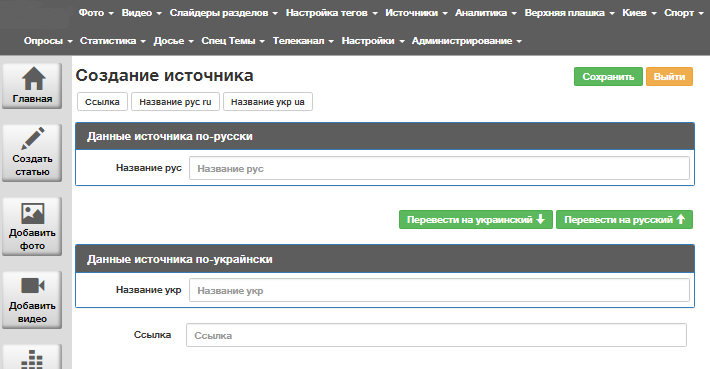 Фото Видео Слайдеры разделов Настройка тегов Источники Аналитика Верхняя плашка Киев Спорт
Опросы Статистика Досье Спец Темы Телеканал Настройки Администрирование
Главная
Создать статью
Добавить фото
Добавить видео
Создание источника
Сохранить Выйти
Ссылка Название рус ru Название укр ua
Данные источника по-русски
Название рус Название рус
Перевести на украинский Перевести на русский
Данные источника по-украйнски
Название укр Название укр
Ссылка Ссылка